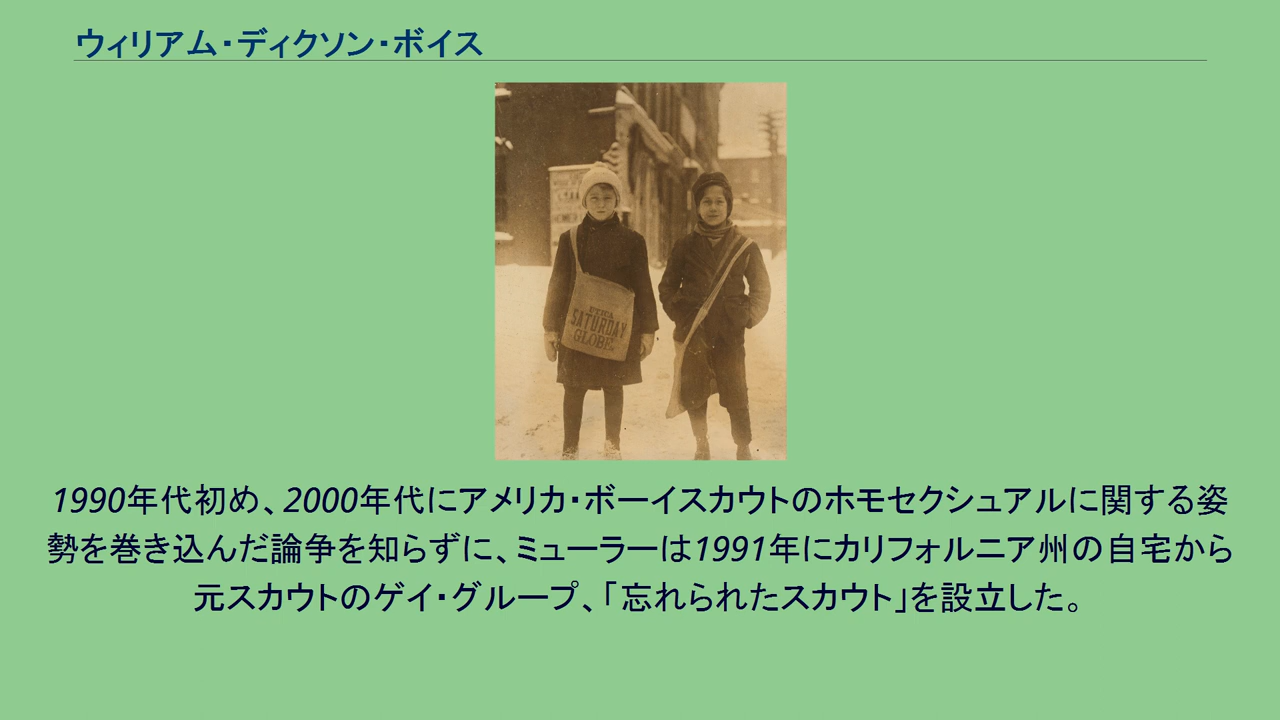 ウィリアム・ディクソン・ボイス
UTICA
SATURDAY
GLOBE.
1990年代初め、2000年代にアメリカ・ボーイスカウトのホモセクシュアルに関する姿
勢を巻き込んだ論争を知らずに、ミューラーは1991年にカリフォルニア州の自宅から
元スカウトのゲイ・グループ、「忘れられたスカウト」を設立した。